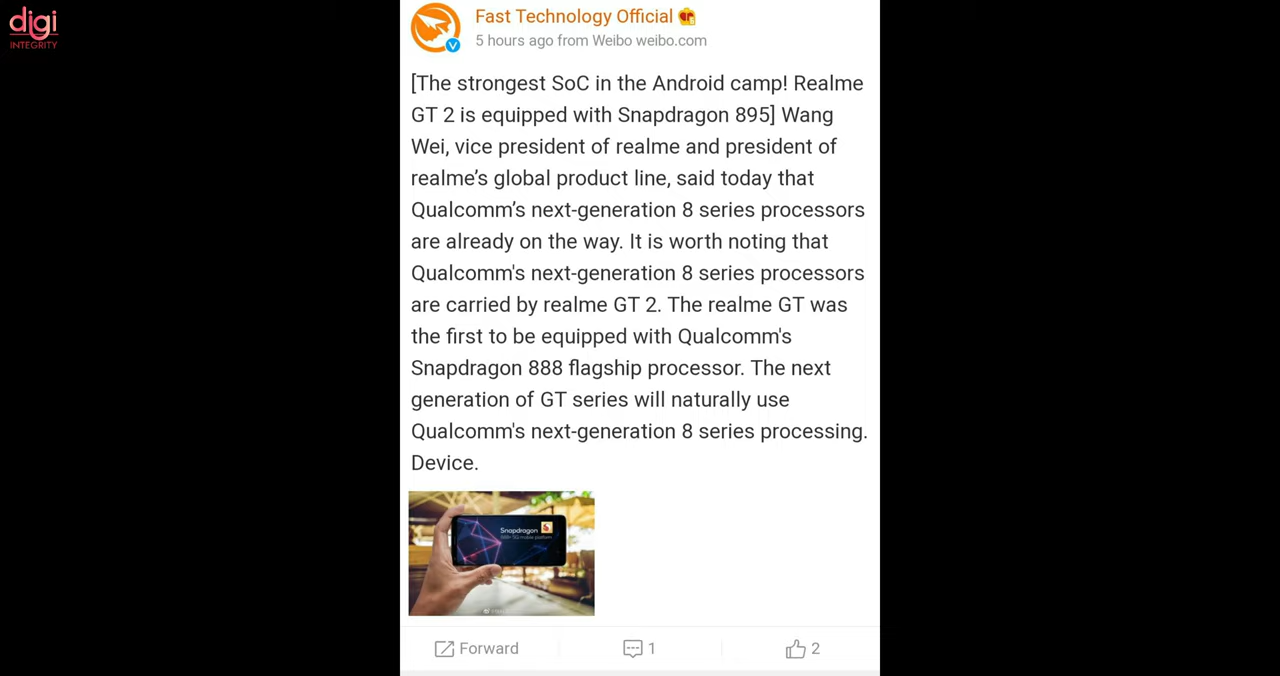 digi
INTEGRITY
Fast Technology Official
5 hours ago from Weibo weibo.com
[The strongest SoC in the Android camp! Realme
GT 2 is equipped with Snapdragon 895] Wang
Wei, vice president of realme and president of
realme’s global product line, said today that
Qualcomm’s next-generation 8 series processors
are already on the way. It is worth noting that
Qualcomm's next-generation 8 series processors
are carried by realme GT 2. The realme GT was
the first to be equipped with Qualcomm's
Snapdragon 888 flagship processor. The next
generation of GT series will naturally use
Qualcomm's next-generation 8 series processing.
Device.
Snapdragon
888+ 5G mobile platform
Forward
1
2